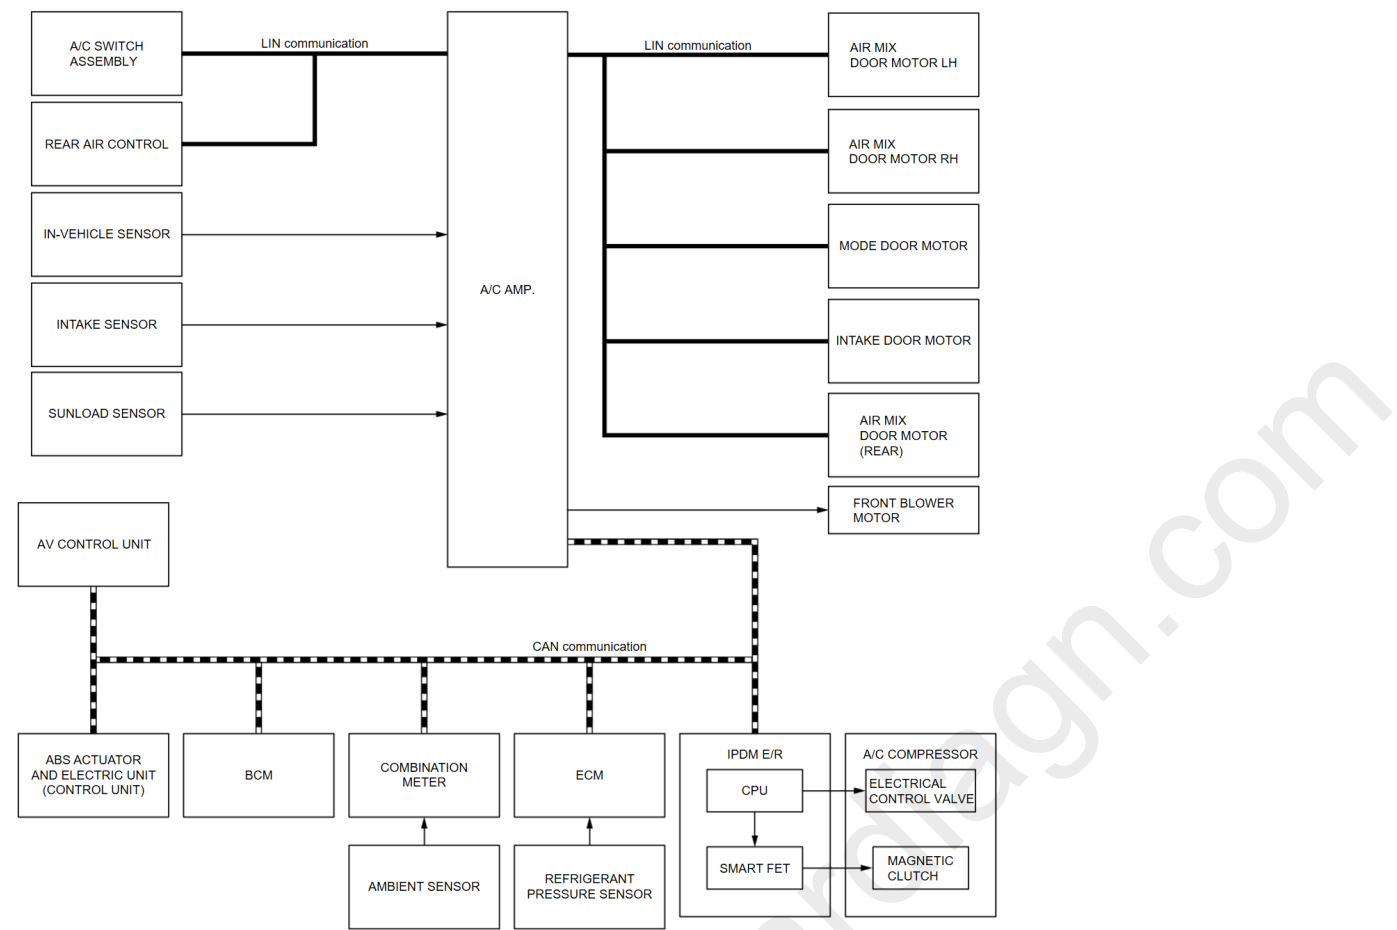 A/C SWITCH
ASSEMBLY
LIN communication
REAR AIR CONTROL
IN-VEHICLE SENSOR
INTAKE SENSOR
SUNLOAD SENSOR
A/C AMP.
LIN communication
AIR MIX
DOOR MOTOR LH
AIR MIX
DOOR MOTOR RH
MODE DOOR MOTOR
INTAKE DOOR MOTOR
AIR MIX
DOOR MOTOR
(REAR)
FRONT BLOWER
MOTOR
AV CONTROL UNIT
CAN communication
ABS ACTUATOR
AND ELECTRIC UNIT
(CONTROL UNIT)
BCM
COMBINATION
METER
ECM
IPDM E/R
CPU
SMART FET
A/C COMPRESSOR
ELECTRICAL
CONTROL VALVE
MAGNETIC
CLUTCH
AMBIENT SENSOR
REFRIGERANT
PRESSURE SENSOR